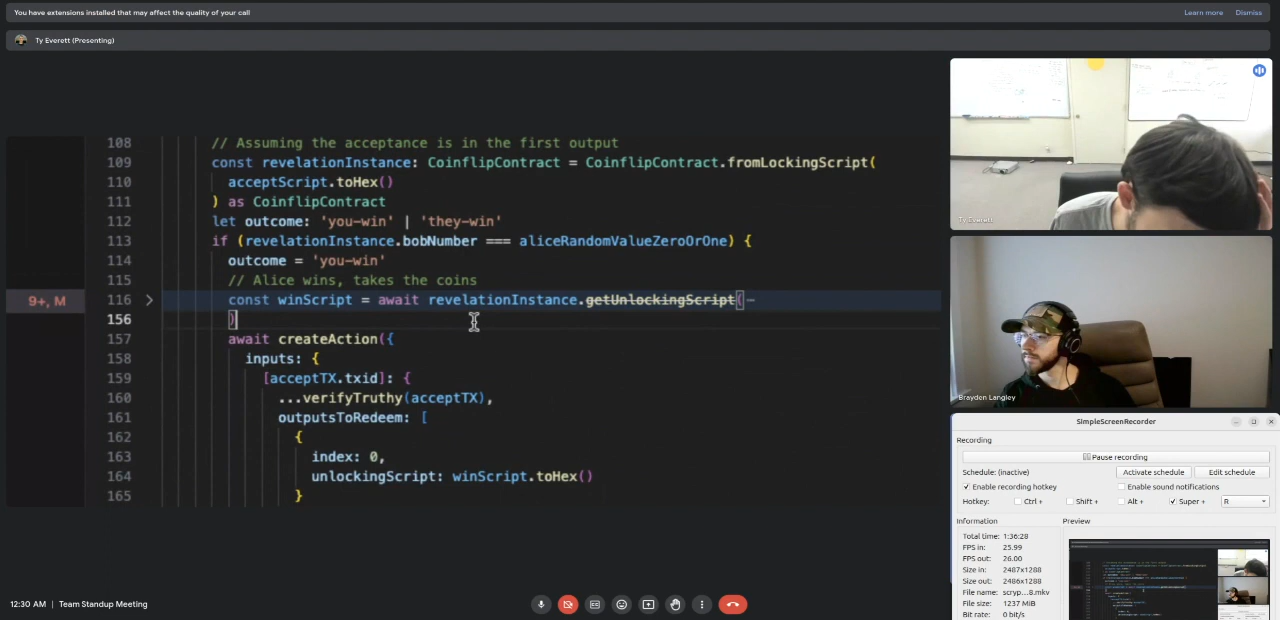 You have extensions installed that may affect the quality of your call
Learn more
Dismiss
Ty Everett (Presenting)
108 // Assuming the acceptance is in the first output
109 const revelationInstance: CoinflipContract = CoinflipContract.fromLockingScript(
110 acceptScript.toHex()
111 ) as CoinflipContract
112 let outcome: 'you-win' | 'they-win'
113 if (revelationInstance.bobNumber === aliceRandomValueZeroOrOne) {
114 outcome = 'you-win'
115 // Alice wins, takes the coins
9+, M 116 const winScript = await revelationInstance.getUnlockingScript(
156 )
157 await createAction({
158 inputs: {
159 [acceptTX.txid]: {
160 ...verifyTruthy(acceptTX),
161 outputsToRedeem: [
162 {
163 index: 0,
164 unlockingScript: winScript.toHex()
165 }
Ty Everett
Brayden Langley
SimpleScreenRecorder
Recording
Pause recording
Schedule: (inactive) Activate schedule Edit schedule
Enable recording hotkey Enable sound notifications
Hotkey: Ctrl + Shift + Alt + Super + R
Information Preview
Total time: 1:36:28
FPS in: 25.99
FPS out: 26.00
Size in: 2487x1288
Size out: 2486x1288
File name: scryp...8.mkv
File size: 1237 MiB
Bit rate: 0 bit/s
12:30 AM | Team Standup Meeting